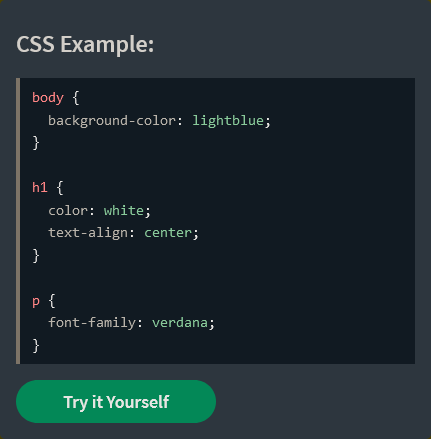 CSS Example:
body {
  background-color: lightblue;
}
h1 {
  color: white;
  text-align: center;
}
p {
  font-family: verdana;
}
Try it Yourself